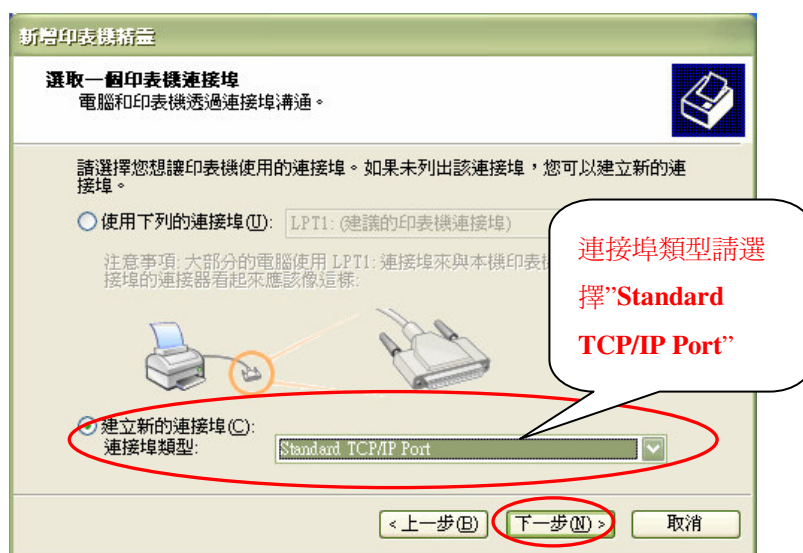 新增印表機精靈
選取一個印表機連接埠
電腦和印表機透過連接埠溝通。
請選擇您想讓印表機使用的連接埠。如果未列出該連接埠，您可以建立新的連
接埠。
使用下列的連接埠(U):
LPT1: (建議的印表機連接埠)
注意事項: 大部分的電腦使用 LPT1: 連接埠來與本機印表
接埠的連接器看起來應該像這樣:
連接埠類型請選
擇”Standard
TCP/IP Port”
建立新的連接埠(C):
連接埠類型:
Standard TCP/IP Port
<上一步(B)
下一步(N)>
取消